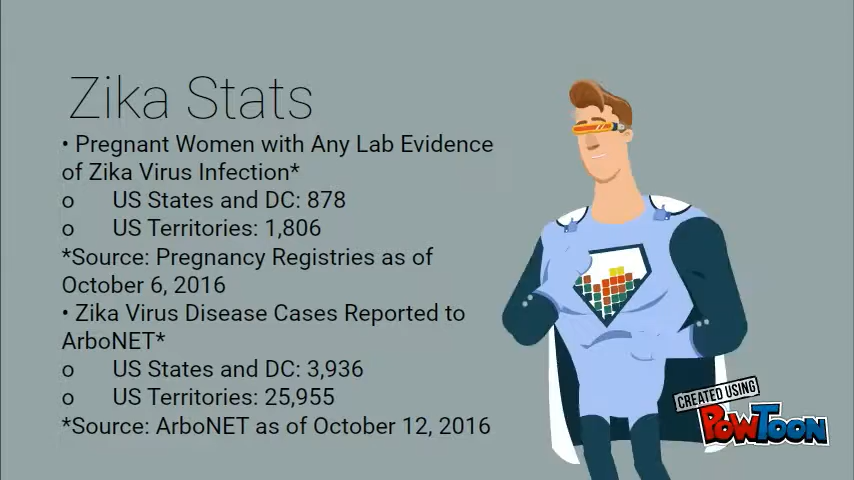 Zika Stats
• Pregnant Women with Any Lab Evidence
of Zika Virus Infection*
o US States and DC: 878
o US Territories: 1,806
*Source: Pregnancy Registries as of
October 6, 2016
• Zika Virus Disease Cases Reported to
ArboNET*
o US States and DC: 3,936
o US Territories: 25,955
*Source: ArboNET as of October 12, 2016
CREATED USING
POWTOON